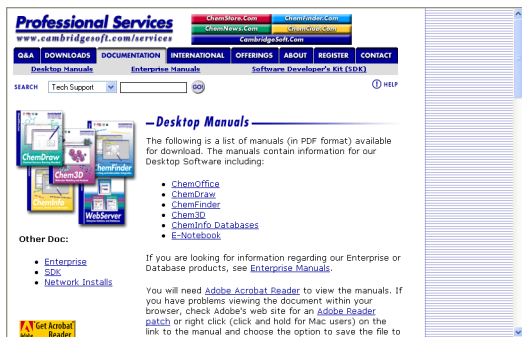 Professional Services
www.cambridgesoft.com/services
ChemStore.Com ChemFinder.Com
ChemNews.Com ChemClub.Com
CambridgeSoft.Com
Q&A DOWNLOADS DOCUMENTATION INTERNATIONAL OFFERINGS ABOUT REGISTER CONTACT
Desktop Manuals Enterprise Manuals Software Developer's Kit (SDK)
SEARCH Tech Support GO HELP
Desktop Manuals
The following is a list of manuals (in PDF format) available
for download. The manuals contain information for our
Desktop Software including:
ChemOffice
ChemDraw
ChemFinder
Chem3D
ChemInfo Databases
E-Notebook
ChemDraw
Chem3D
ChemInfo
WebServer
Other Doc:
Enterprise
SDK
Network Installs
If you are looking for information regarding our Enterprise or
Database products, see Enterprise Manuals.
You will need Adobe Acrobat Reader to view the manuals. If
you have problems viewing the document within your
browser, check Adobe's web site for an Adobe Reader
patch or right click (click and hold for Mac users) on the
link to the manual and choose the option to save the file to
Get Acrobat
Reader